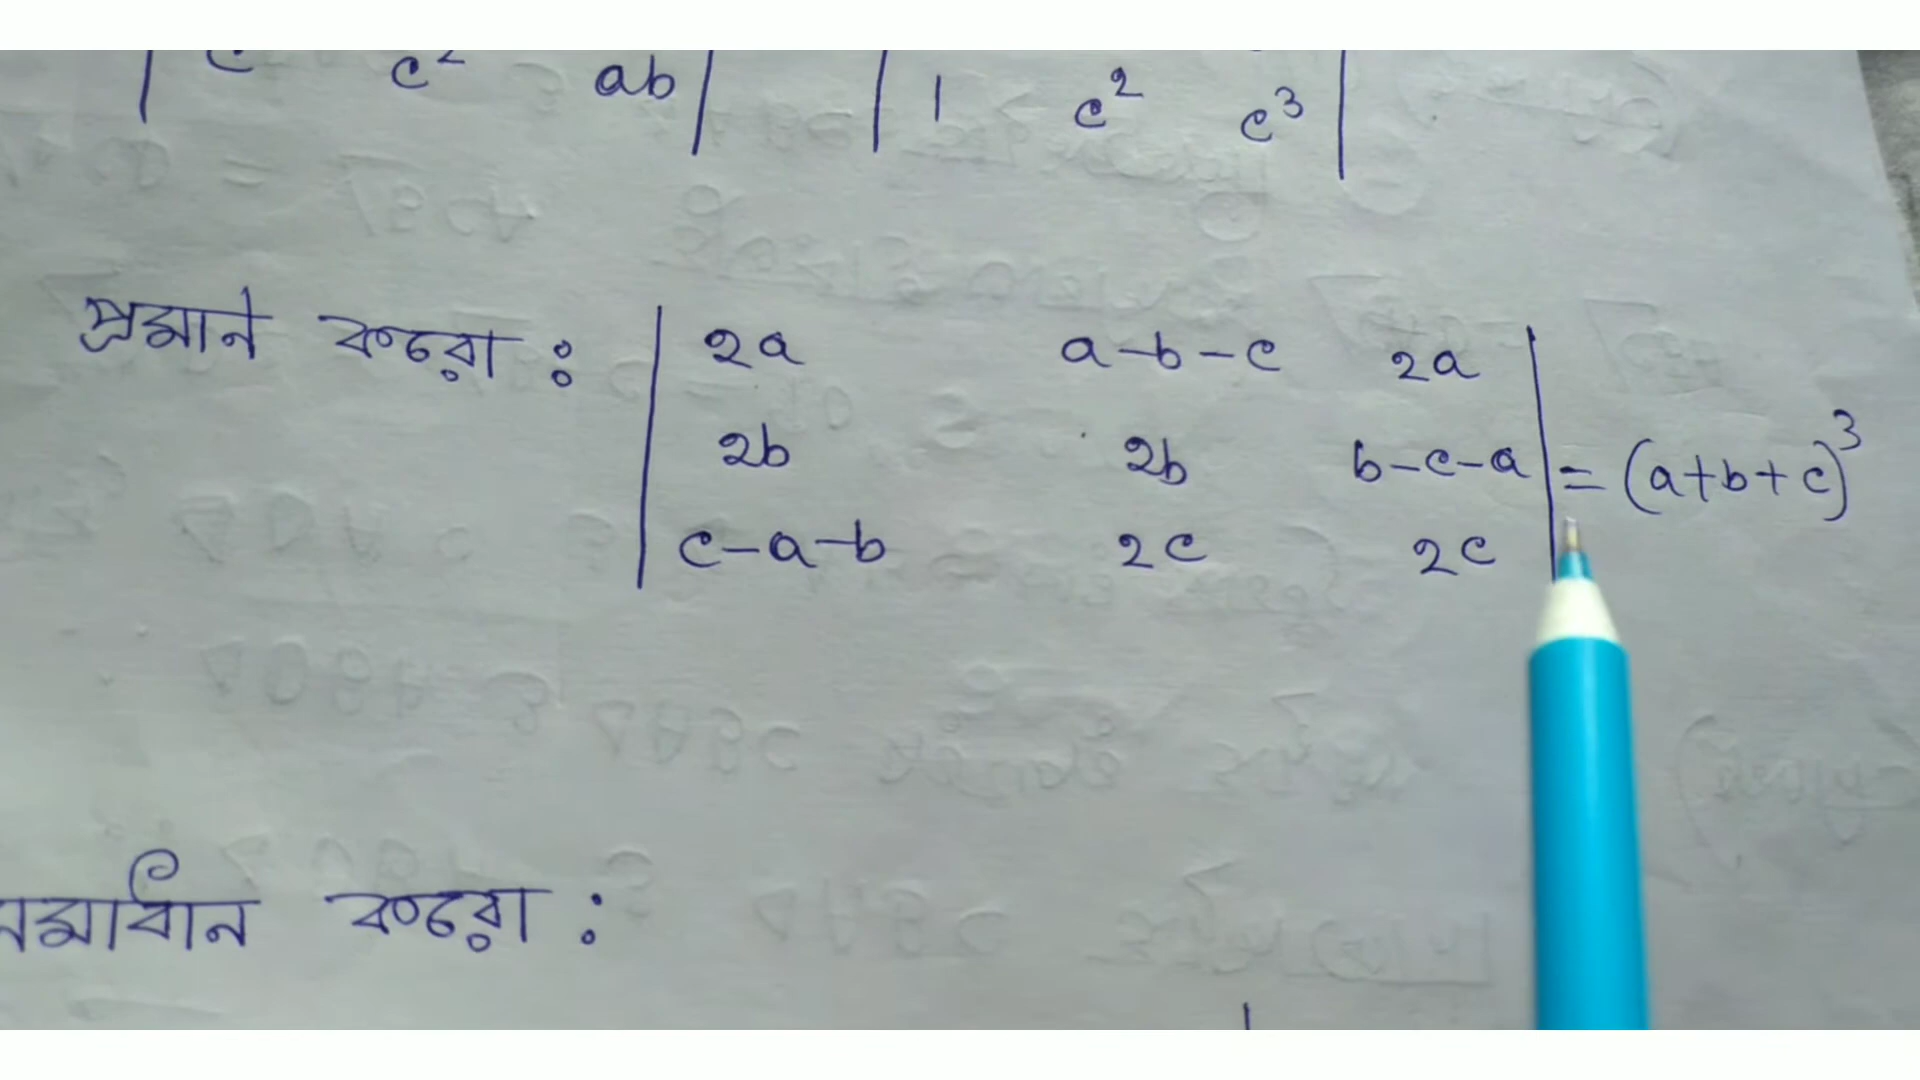 c² ab | | 1 c² c³ |
প্রমান করো : | 2a a-b-c 2a |
2b 2b b-c-a | = (a+b+c)³
c-a-b 2c 2c
সমাধান করো :